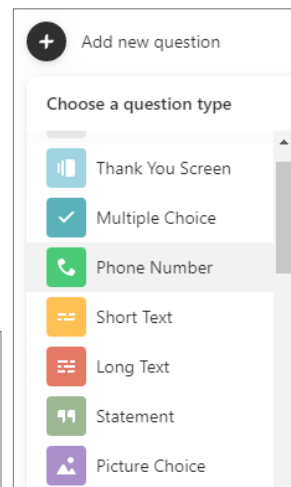 Add new question
Choose a question type
Thank You Screen
Multiple Choice
Phone Number
Short Text
Long Text
Statement
Picture Choice